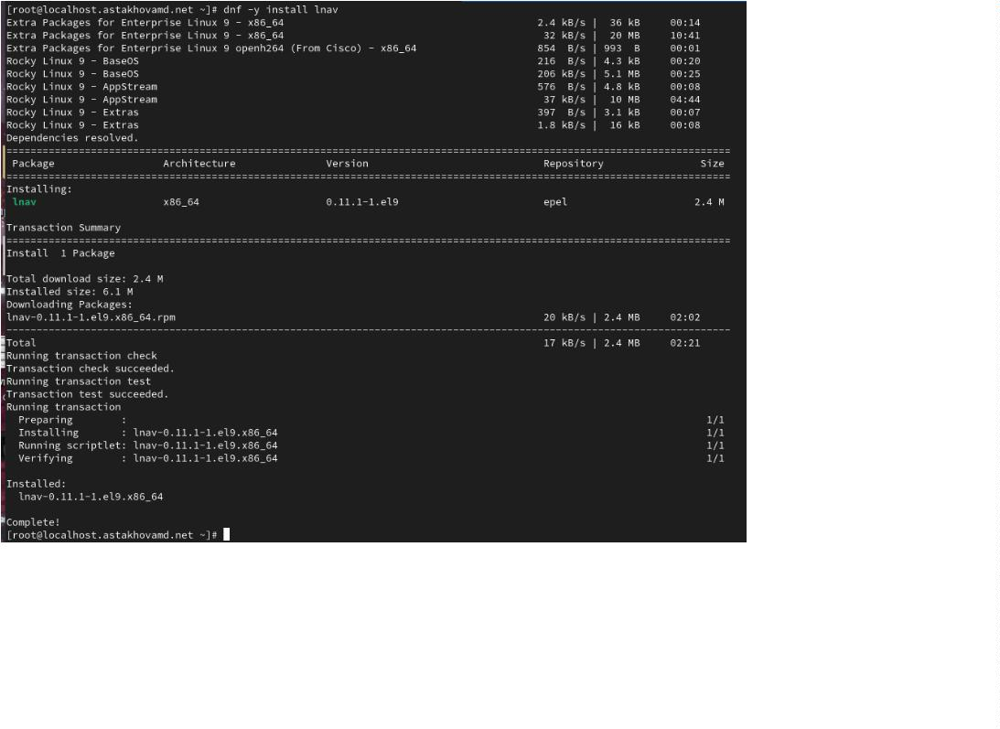 [root@localhost.astakhovamd.net ~]# dnf -y install lnav
Extra Packages for Enterprise Linux 9 - x86_64 2.4 kB/s | 36 kB 00:14
Extra Packages for Enterprise Linux 9 - x86_64 32 kB/s | 20 MB 10:41
Extra Packages for Enterprise Linux 9 openh264 (From Cisco) - x86_64 854 B/s | 993 B 00:01
Rocky Linux 9 - BaseOS 216 B/s | 4.3 kB 00:20
Rocky Linux 9 - BaseOS 206 kB/s | 5.1 MB 00:25
Rocky Linux 9 - AppStream 576 B/s | 4.8 kB 00:08
Rocky Linux 9 - AppStream 37 kB/s | 10 MB 04:44
Rocky Linux 9 - Extras 397 B/s | 3.1 kB 00:07
Rocky Linux 9 - Extras 1.8 kB/s | 16 kB 00:08
Dependencies resolved.
Package Architecture Version Repository Size
Installing:
lnav x86_64 0.11.1-1.el9 epel 2.4 M
Transaction Summary
Install 1 Package
Total download size: 2.4 M
Installed size: 6.1 M
Downloading Packages:
lnav-0.11.1-1.el9.x86_64.rpm 20 kB/s | 2.4 MB 02:02
Total 17 kB/s | 2.4 MB 02:21
Running transaction check
Transaction check succeeded.
Running transaction test
Transaction test succeeded.
Running transaction
Preparing : 1/1
Installing : lnav-0.11.1-1.el9.x86_64 1/1
Running scriptlet: lnav-0.11.1-1.el9.x86_64 1/1
Verifying : lnav-0.11.1-1.el9.x86_64 1/1
Installed:
lnav-0.11.1-1.el9.x86_64
Complete!
[root@localhost.astakhovamd.net ~]#